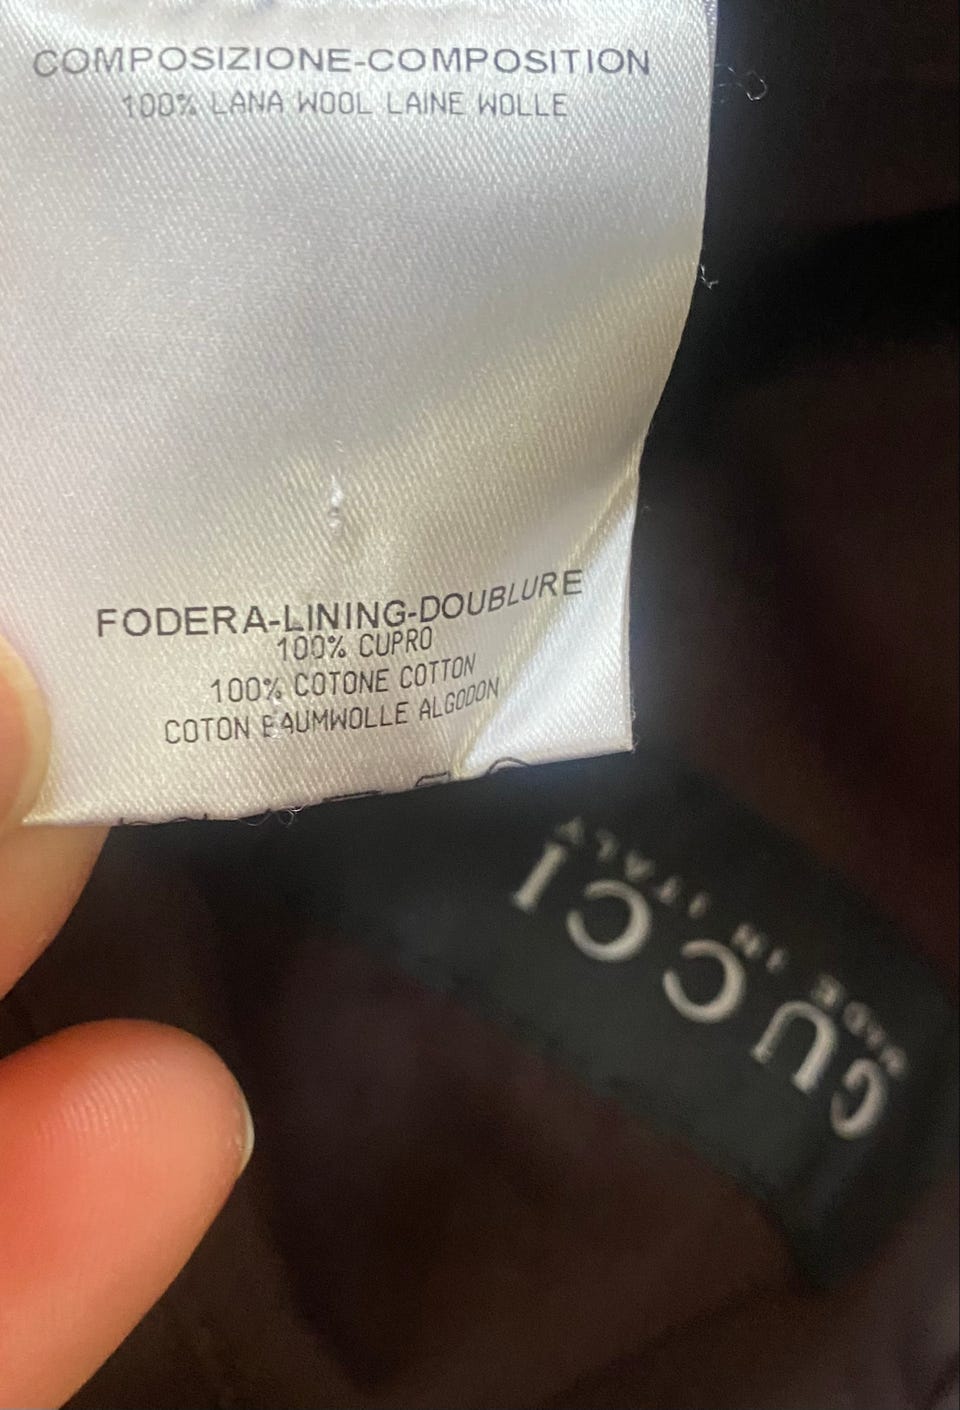 COMPOSIZIONE-COMPOSITION
100% LANA WOOL LAINE WOLLE
FODERA-LINING-DOUBLURE
100% CUPRO
100% COTONE COTTON
COTON BAUMWOLLE ALGODON
GUCCI
MADE IN ITALY